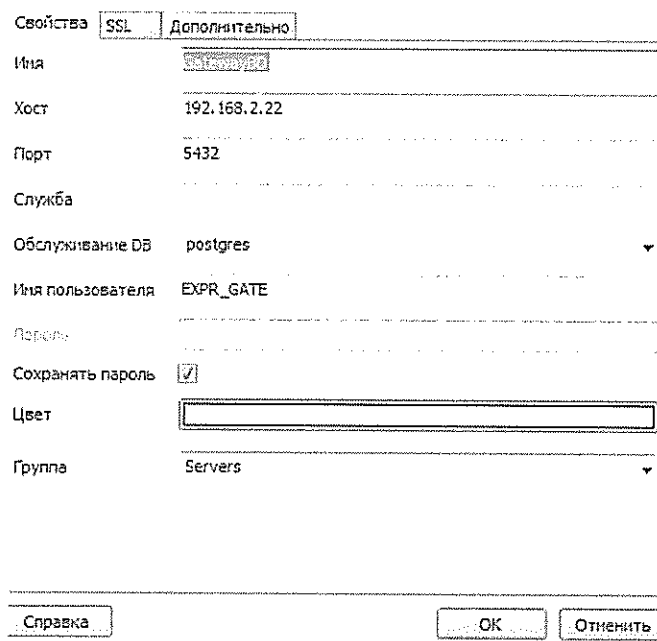 Свойства SSL Дополнительно
Имя
Хост 192.168.2.22
Порт 5432
Служба
Обслуживание DB postgres
Имя пользователя EXPR_GATE
Пароль
Сохранять пароль
Цвет
Группа Servers
Справка OK Отменить